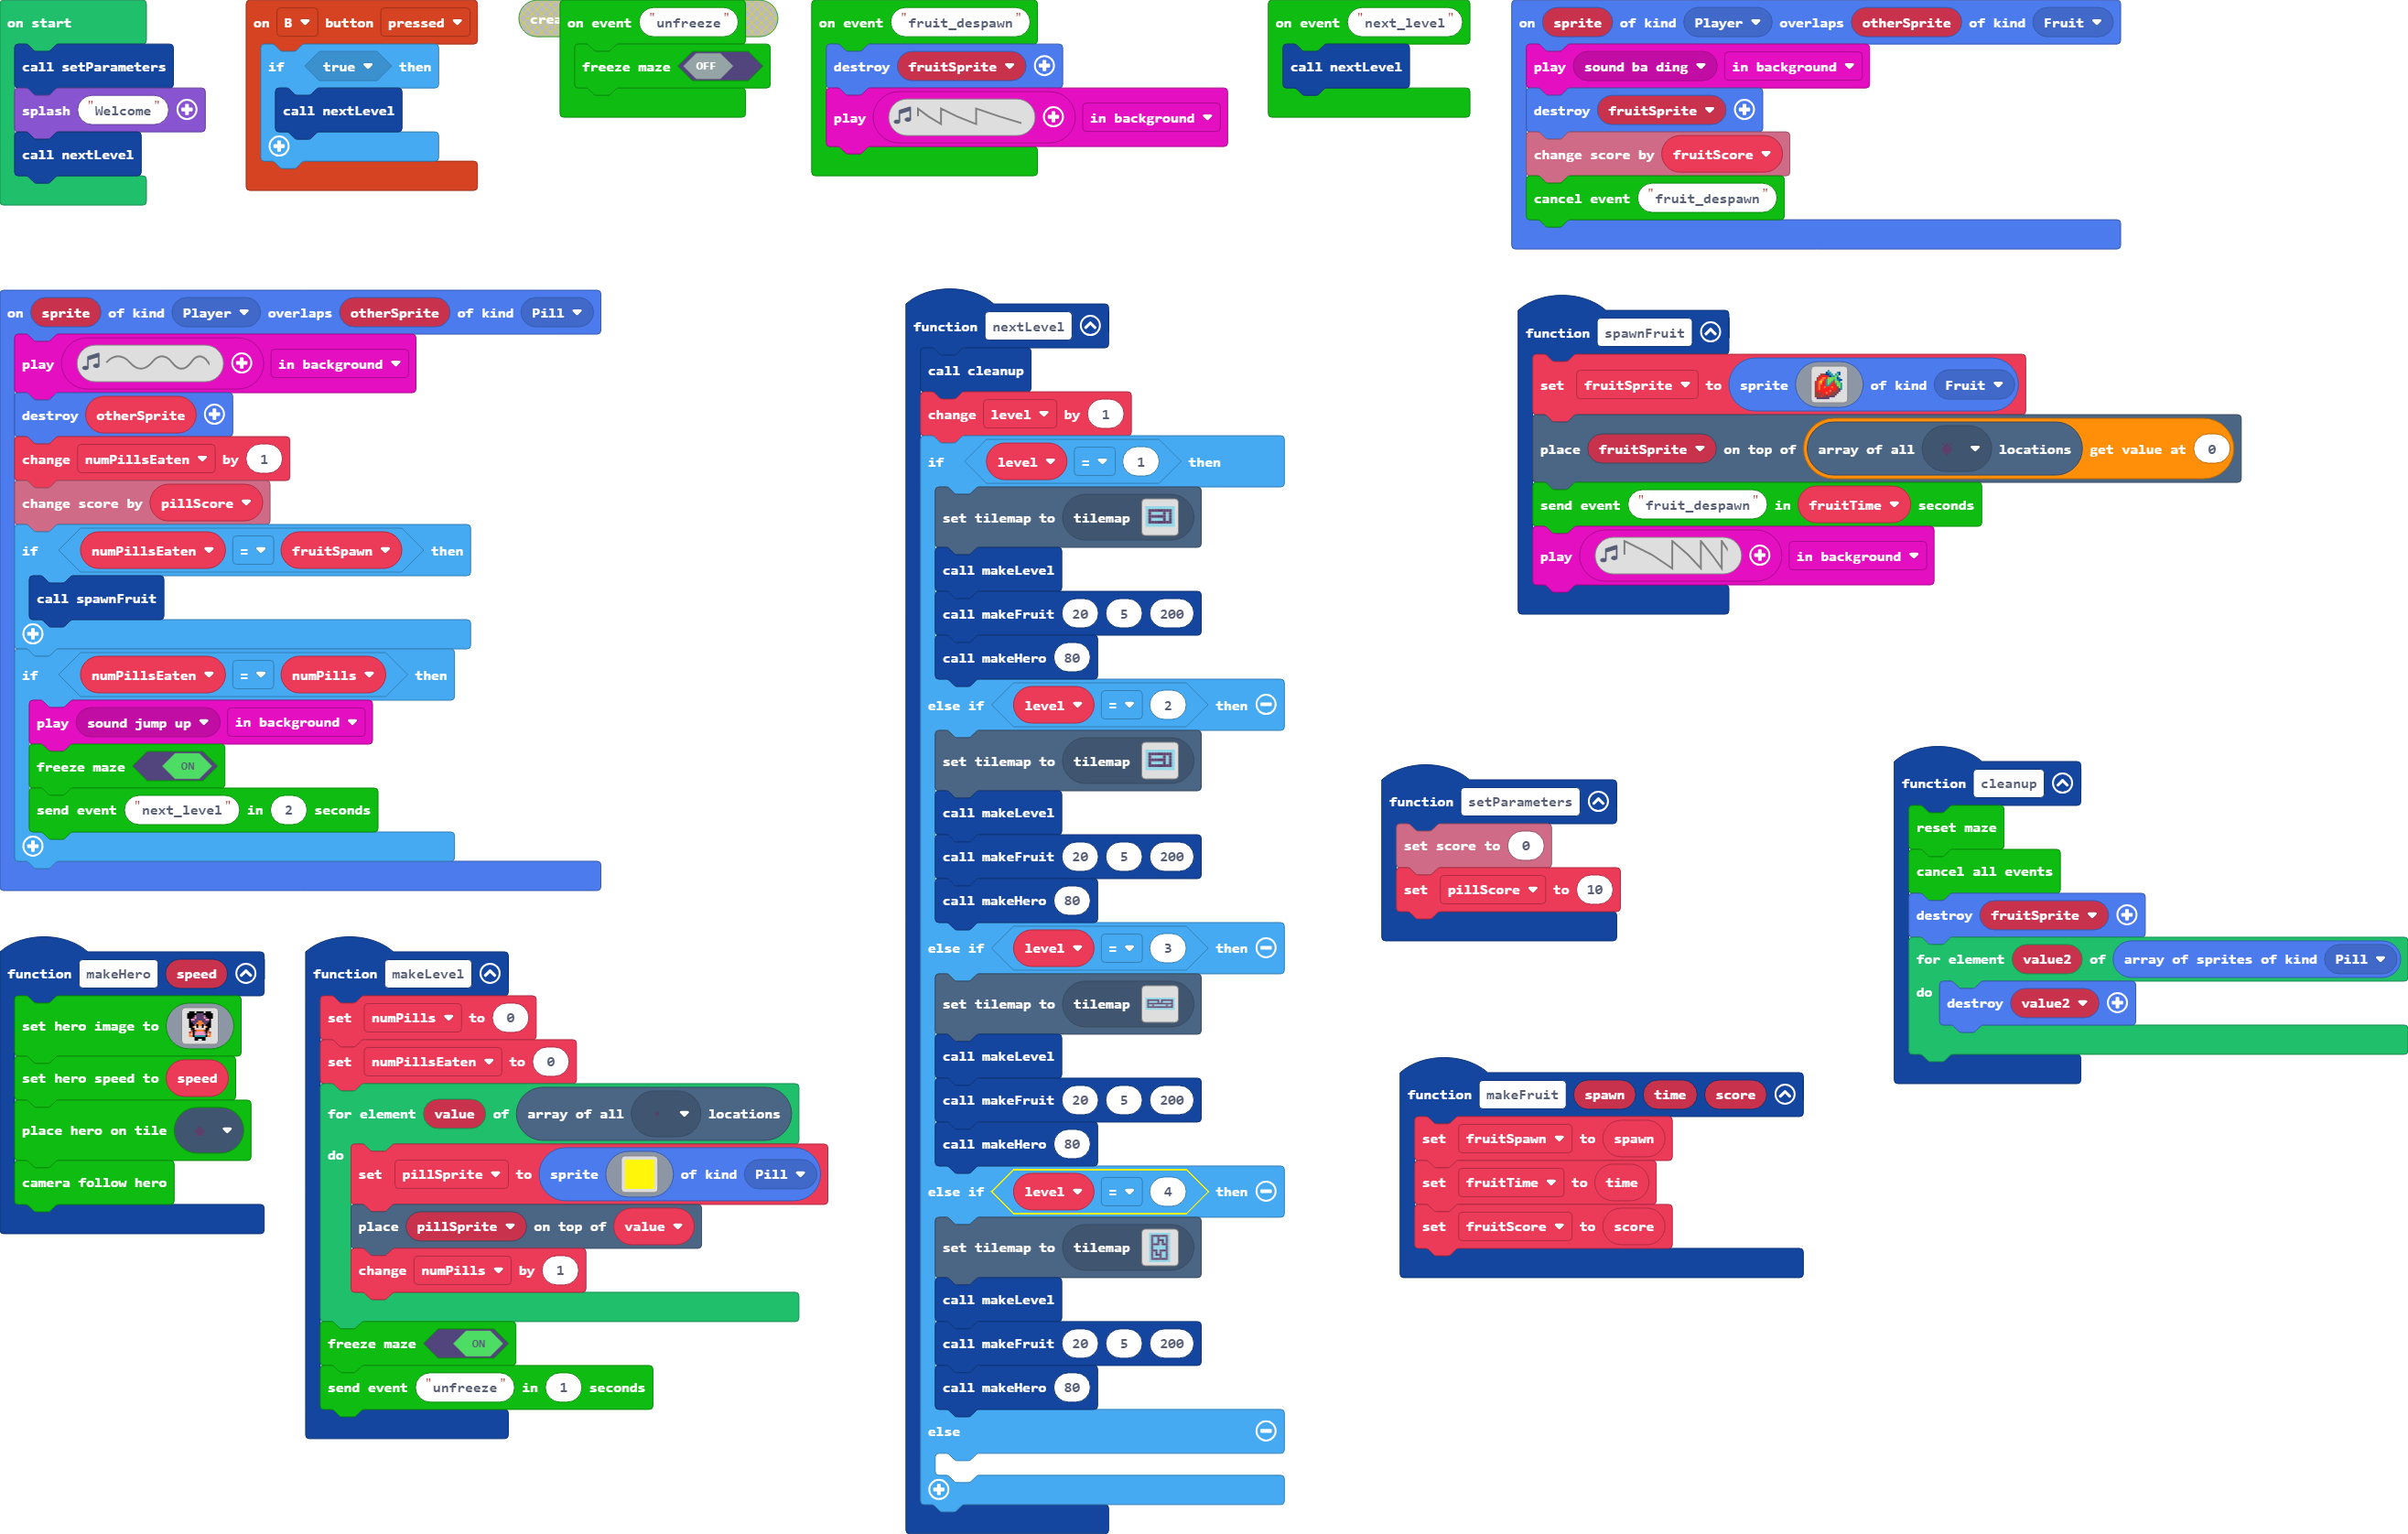 on start
call setParameters
splash "Welcome"
call nextLevel
on B button pressed
if true then
call nextLevel
crea
on event "unfreeze"
freeze maze OFF
on event "fruit_despawn"
destroy fruitSprite
play in background
on event "next_level"
call nextLevel
on sprite of kind Player overlaps otherSprite of kind Fruit
play sound ba ding in background
destroy fruitSprite
change score by fruitScore
cancel event "fruit_despawn"
on sprite of kind Player overlaps otherSprite of kind Pill
play in background
destroy otherSprite
change numPillsEaten by 1
change score by pillScore
if numPillsEaten = fruitSpawn then
call spawnFruit
if numPillsEaten = numPills then
play sound jump up in background
freeze maze ON
send event "next_level" in 2 seconds
function nextLevel
call cleanup
change level by 1
if level = 1 then
set tilemap to tilemap
call makeLevel
call makeFruit 20 5 200
call makeHero 80
else if level = 2 then
set tilemap to tilemap
call makeLevel
call makeFruit 20 5 200
call makeHero 80
else if level = 3 then
set tilemap to tilemap
call makeLevel
call makeFruit 20 5 200
call makeHero 80
else if level = 4 then
set tilemap to tilemap
call makeLevel
call makeFruit 20 5 200
call makeHero 80
else
function spawnFruit
set fruitSprite to sprite of kind Fruit
place fruitSprite on top of array of all locations get value at 0
send event "fruit_despawn" in fruitTime seconds
play in background
function setParameters
set score to 0
set pillScore to 10
function cleanup
reset maze
cancel all events
destroy fruitSprite
for element value2 of array of sprites of kind Pill
do destroy value2
function makeHero speed
set hero image to
set hero speed to speed
place hero on tile
camera follow hero
function makeLevel
set numPills to 0
set numPillsEaten to 0
for element value of array of all locations
do set pillSprite to sprite of kind Pill
place pillSprite on top of value
change numPills by 1
freeze maze ON
send event "unfreeze" in 1 seconds
function makeFruit spawn time score
set fruitSpawn to spawn
set fruitTime to time
set fruitScore to score